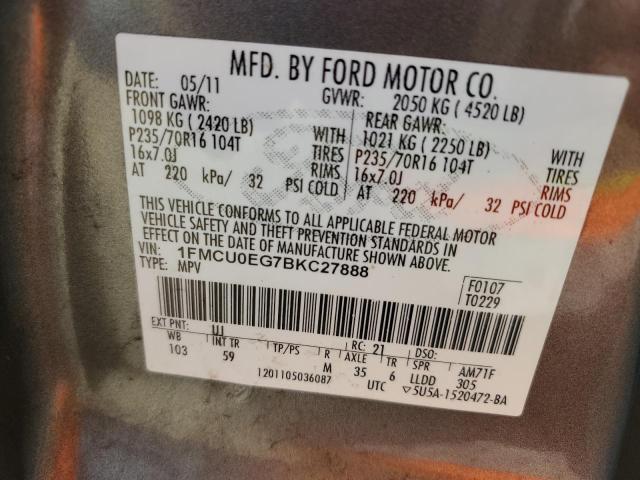 MFD. BY FORD MOTOR CO.
DATE: 05/11 GVWR: 2050 KG ( 4520 LB)
FRONT GAWR: REAR GAWR:
1098 KG ( 2420 LB) WITH 1021 KG ( 2250 LB) WITH
P235/70R16 104T TIRES P235/70R16 104T TIRES
16x7.0J RIMS 16x7.0J RIMS
AT 220 kPa/ 32 PSI COLD AT 220 kPa/ 32 PSI COLD
THIS VEHICLE CONFORMS TO ALL APPLICABLE FEDERAL MOTOR
VEHICLE SAFETY AND THEFT PREVENTION STANDARDS IN
EFFECT ON THE DATE OF MANUFACTURE SHOWN ABOVE.
VIN: 1FMCU0EG7BKC27888
TYPE: MPV
F0107
T0229
EXT PNT: UJ RC: 21 DSO:
WB INT TR TP/PS R AXLE TR SPR AM71F
103 59 M 35 6 LLDD 305
1201105036087 UTC 5U5A-1520472-BA